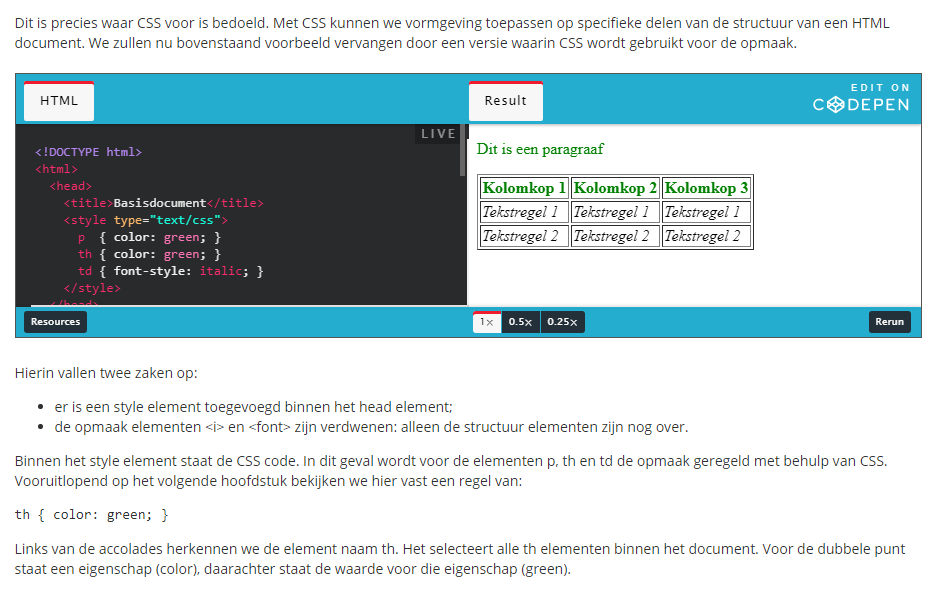 Dit is precies waar CSS voor is bedoeld. Met CSS kunnen we vormgeving toepassen op specifieke delen van de structuur van een HTML
document. We zullen nu bovenstaand voorbeeld vervangen door een versie waarin CSS wordt gebruikt voor de opmaak.
HTML
Result
EDIT ON
CODEPEN
LIVE
<!DOCTYPE html>
<html>
<head>
<title>Basisdocument</title>
<style type="text/css">
p { color: green; }
th { color: green; }
td { font-style: italic; }
</style>
</head>
Dit is een paragraaf
Kolomkop 1 Kolomkop 2 Kolomkop 3
Tekstregel 1 Tekstregel 1 Tekstregel 1
Tekstregel 2 Tekstregel 2 Tekstregel 2
Resources
1x 0.5x 0.25x
Rerun
Hierin vallen twee zaken op:
• er is een style element toegevoegd binnen het head element;
• de opmaak elementen <i> en <font> zijn verdwenen: alleen de structuur elementen zijn nog over.
Binnen het style element staat de CSS code. In dit geval wordt voor de elementen p, th en td de opmaak geregeld met behulp van CSS.
Vooruitlopend op het volgende hoofdstuk bekijken we hier vast een regel van:
th { color: green; }
Links van de accolades herkennen we de element naam th. Het selecteert alle th elementen binnen het document. Voor de dubbele punt
staat een eigenschap (color), daarachter staat de waarde voor die eigenschap (green).